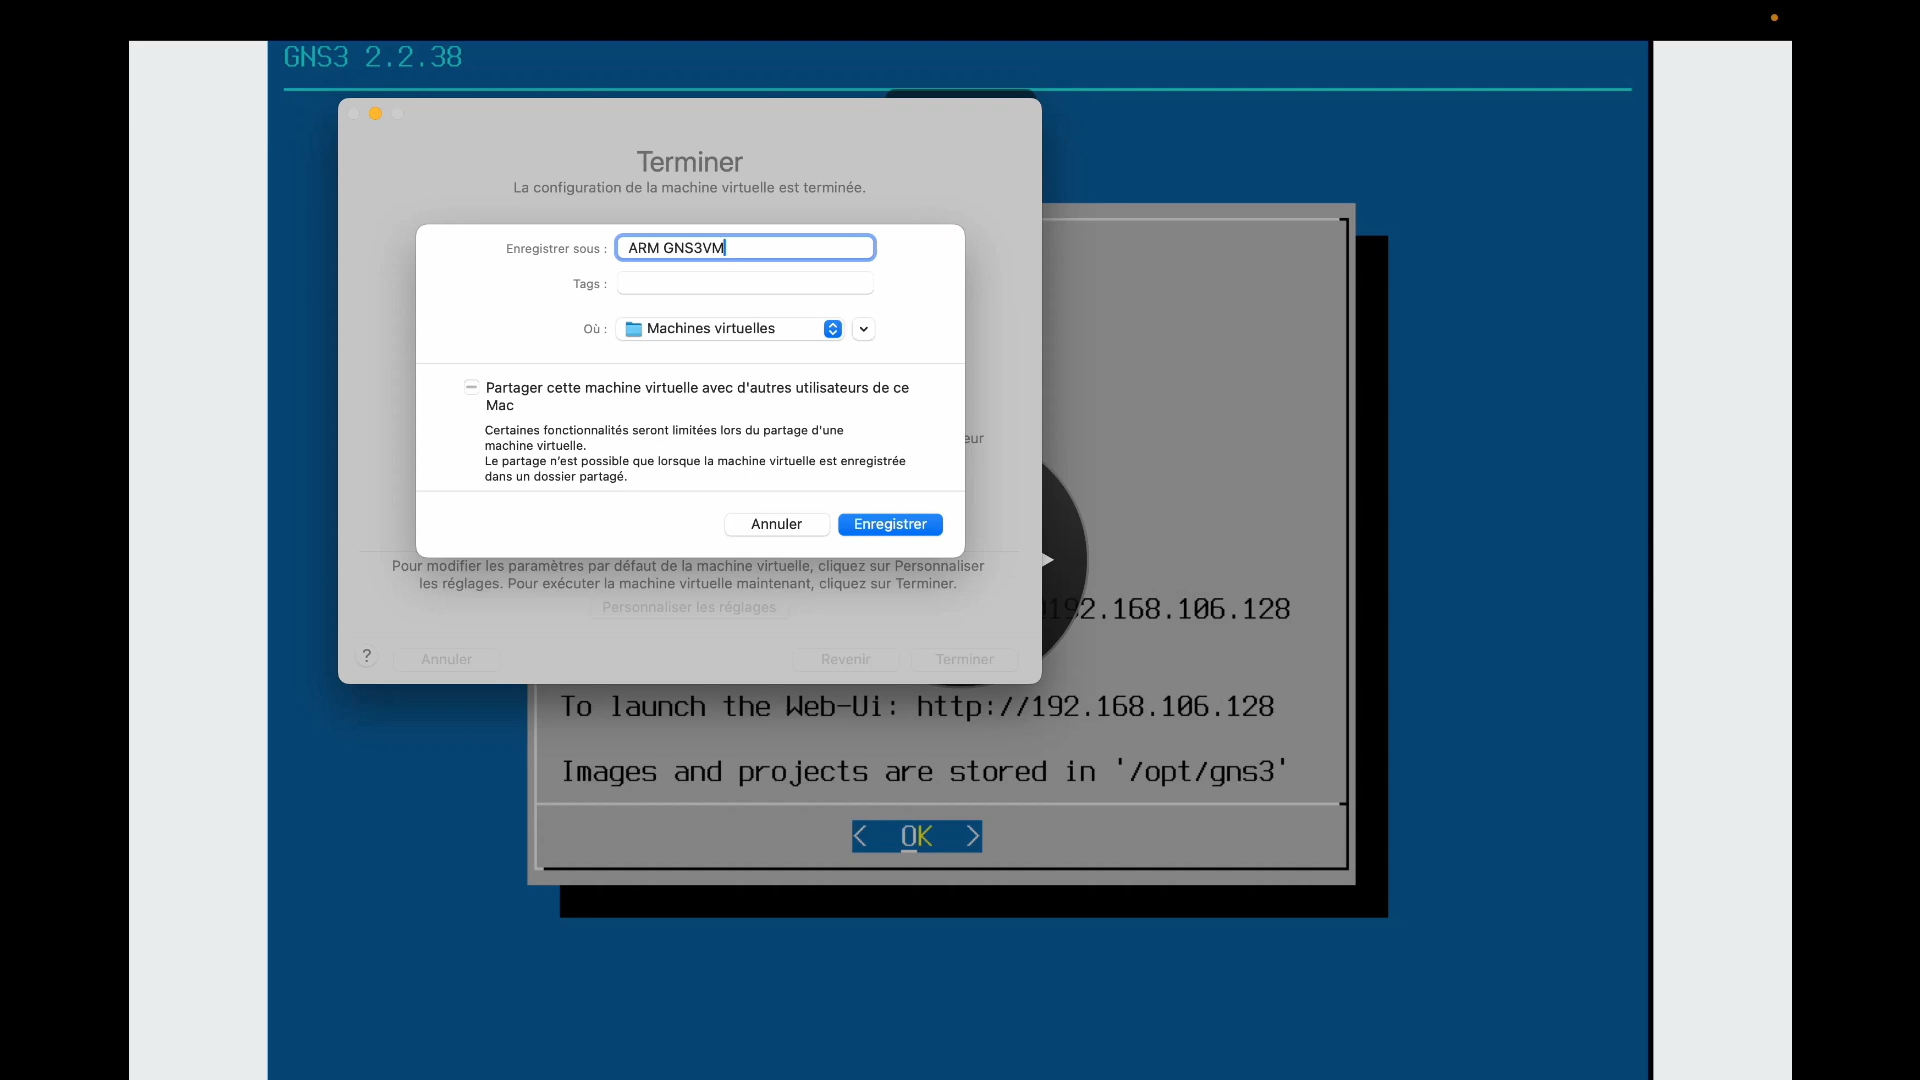 GNS3 2.2.38
Terminer
La configuration de la machine virtuelle est terminée.
Enregistrer sous :
ARM GNS3VM
Tags :
Où :
Machines virtuelles
Partager cette machine virtuelle avec d'autres utilisateurs de ce
Mac
Certaines fonctionnalités seront limitées lors du partage d'une
machine virtuelle.
Le partage n'est possible que lorsque la machine virtuelle est enregistrée
dans un dossier partagé.
eur
Annuler
Enregistrer
Pour modifier les paramètres par défaut de la machine virtuelle, cliquez sur Personnaliser
les réglages. Pour exécuter la machine virtuelle maintenant, cliquez sur Terminer.
Personnaliser les réglages
192.168.106.128
?
Annuler
Revenir
Terminer
To launch the Web-Ui: http://192.168.106.128
Images and projects are stored in '/opt/gns3'
< OK >